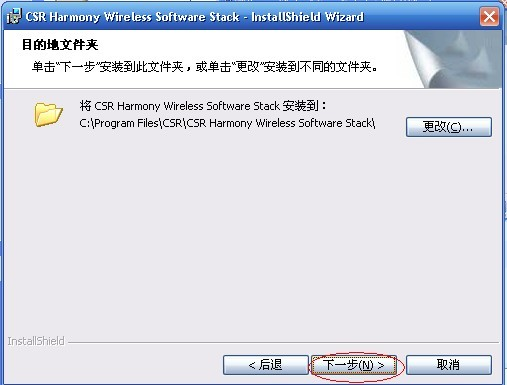 CSR Harmony Wireless Software Stack - InstallShield Wizard
目的地文件夹
单击“下一步”安装到此文件夹，或单击“更改”安装到不同的文件夹。
将 CSR Harmony Wireless Software Stack 安装到：
C:\Program Files\CSR\CSR Harmony Wireless Software Stack\
更改(C)...
InstallShield
< 后退
下一步(N) >
取消